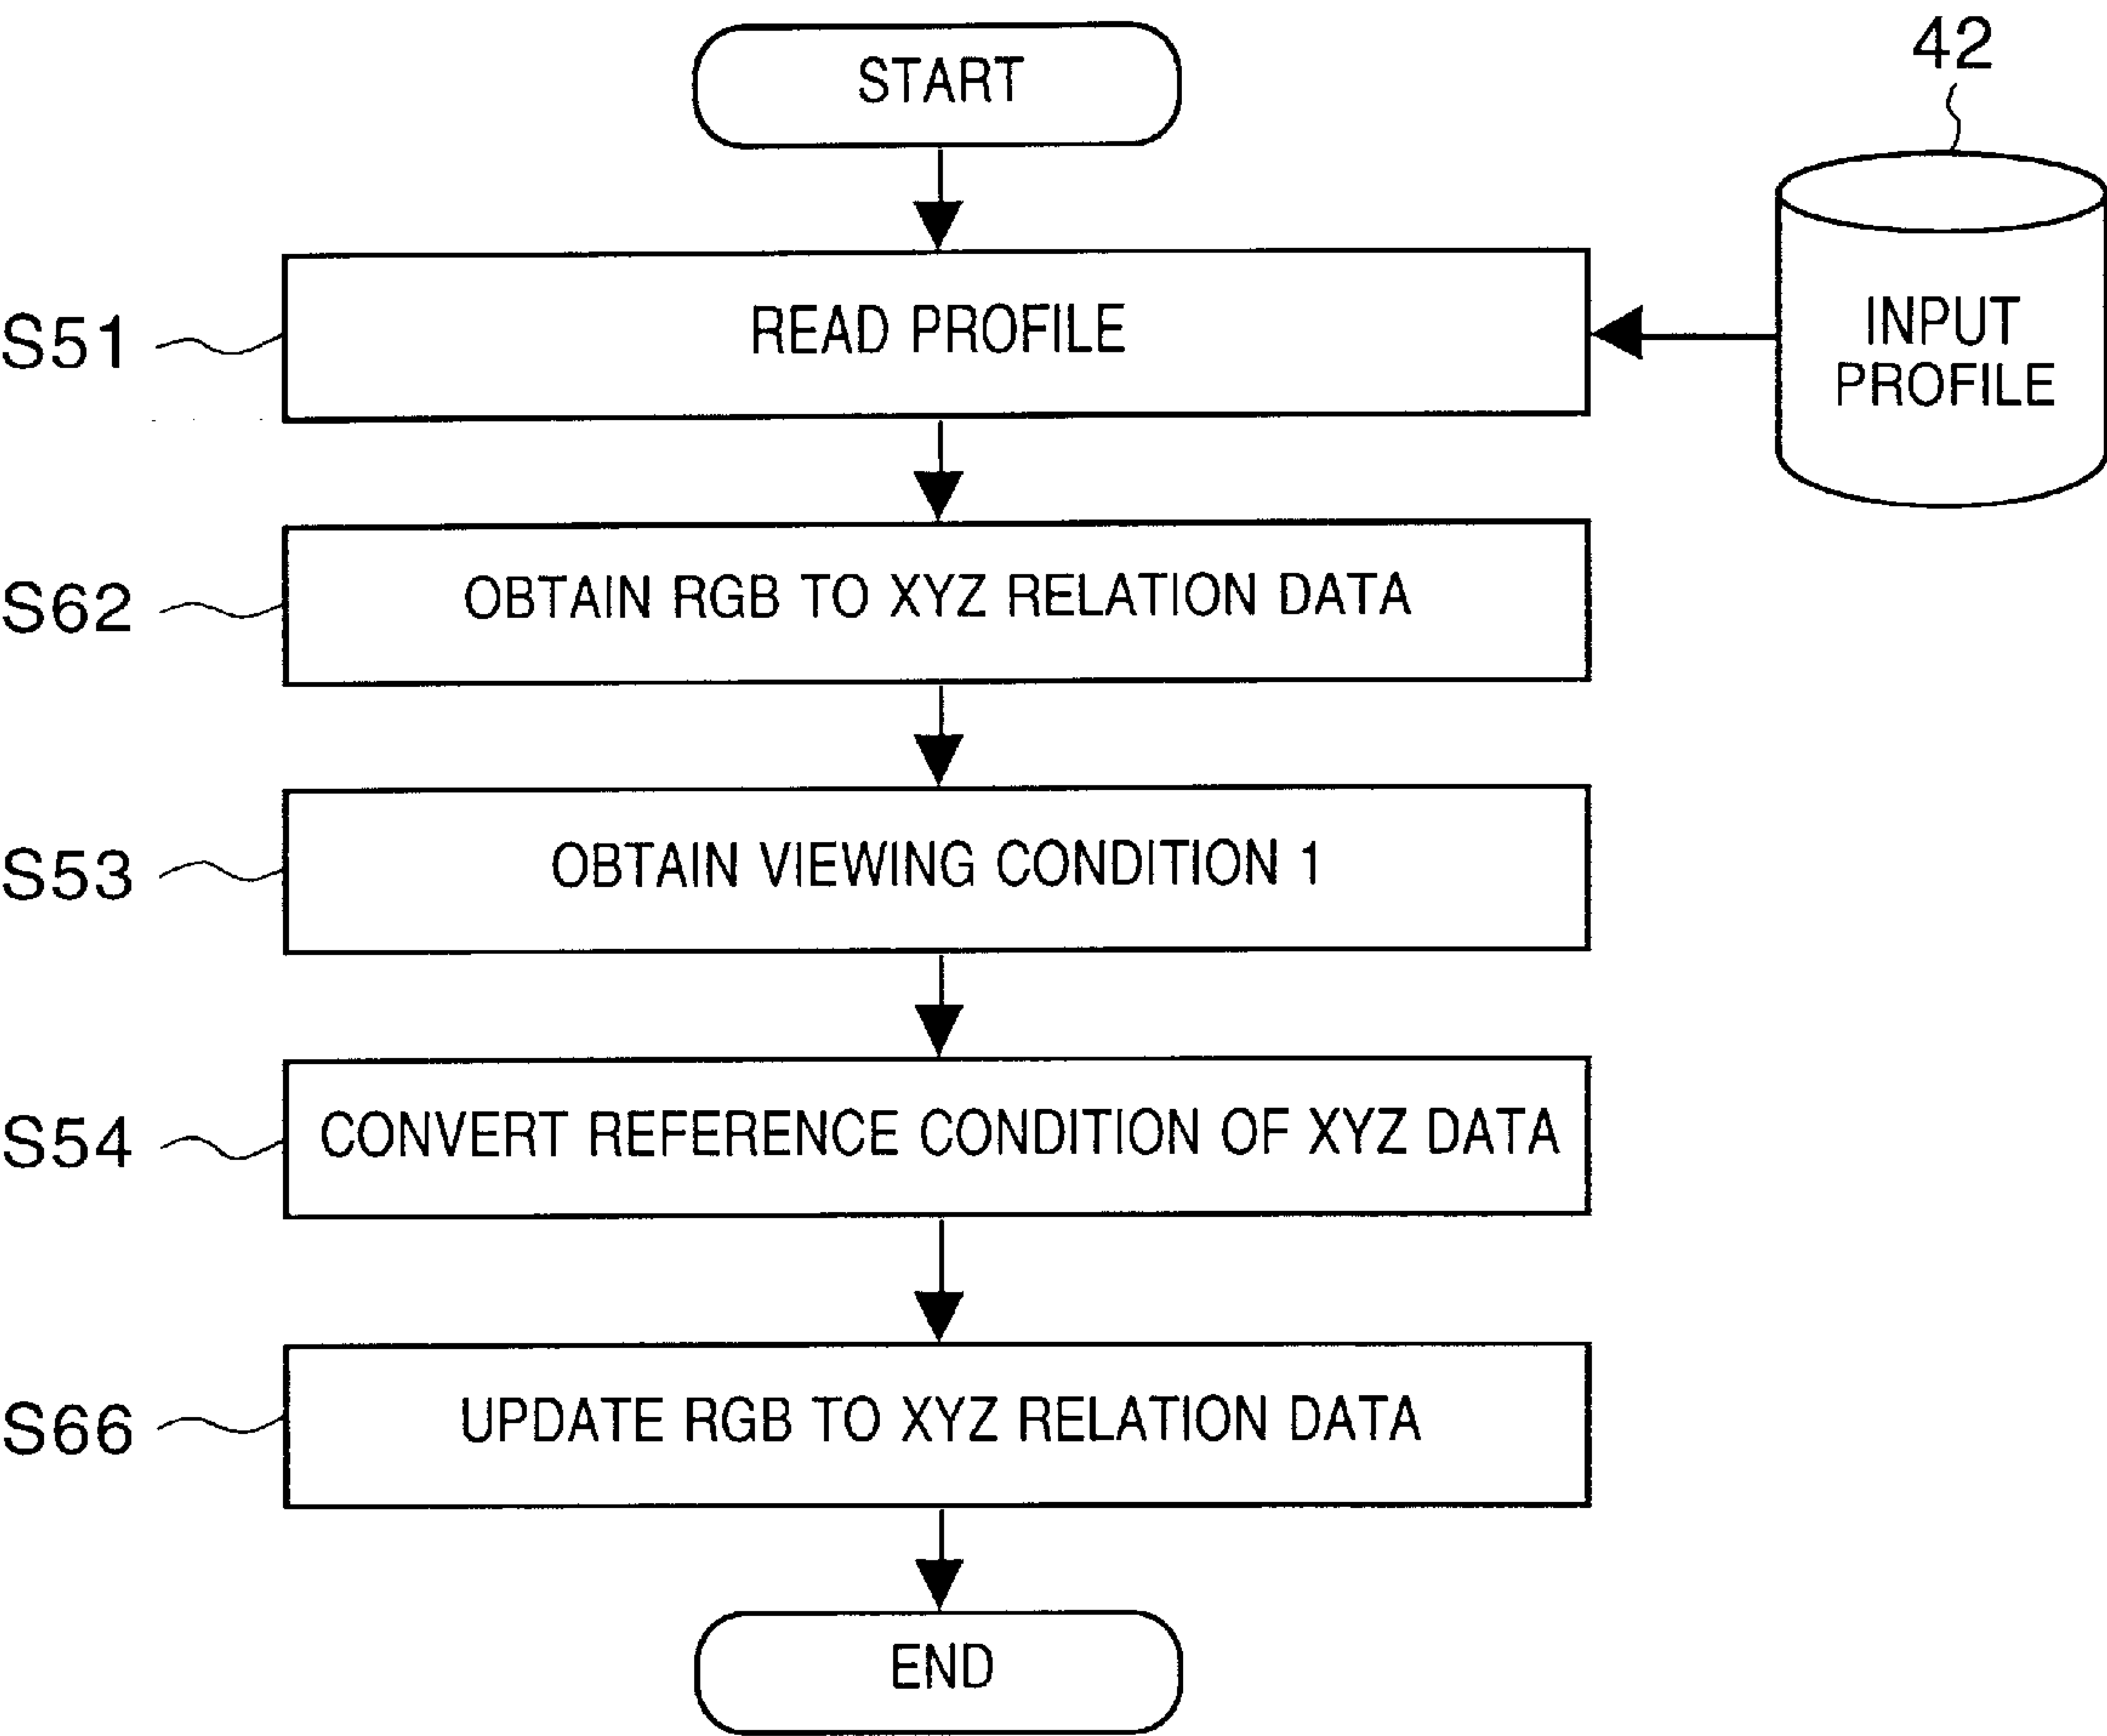 START
42
S51
READ PROFILE
INPUT
PROFILE
S62
OBTAIN RGB TO XYZ RELATION DATA
S53
OBTAIN VIEWING CONDITION 1
S54
CONVERT REFERENCE CONDITION OF XYZ DATA
S66
UPDATE RGB TO XYZ RELATION DATA
END